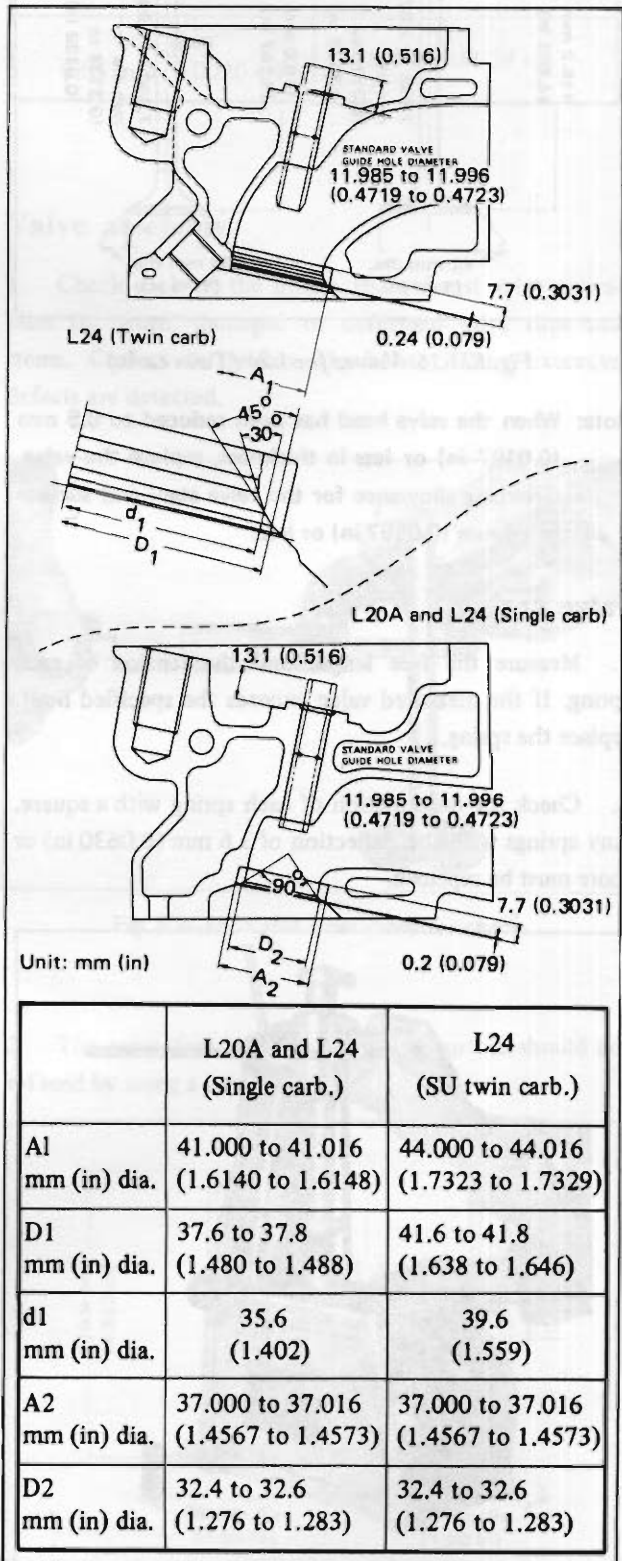 13.1 (0.516)
STANDARD VALVE
GUIDE HOLE DIAMETER
11.985 to 11.996
(0.4719 to 0.4723)
7.7 (0.3031)
0.24 (0.079)
L24 (Twin carb)
A1
45°
30°
d1
D1
L20A and L24 (Single carb)
13.1 (0.516)
STANDARD VALVE
GUIDE HOLE DIAMETER
11.985 to 11.996
(0.4719 to 0.4723)
90°
7.7 (0.3031)
D2
0.2 (0.079)
A2
Unit: mm (in)
L20A and L24
(Single carb.)
L24
(SU twin carb.)
A1
mm (in) dia.
41.000 to 41.016
(1.6140 to 1.6148)
44.000 to 44.016
(1.7323 to 1.7329)
D1
mm (in) dia.
37.6 to 37.8
(1.480 to 1.488)
41.6 to 41.8
(1.638 to 1.646)
d1
mm (in) dia.
35.6
(1.402)
39.6
(1.559)
A2
mm (in) dia.
37.000 to 37.016
(1.4567 to 1.4573)
37.000 to 37.016
(1.4567 to 1.4573)
D2
mm (in) dia.
32.4 to 32.6
(1.276 to 1.283)
32.4 to 32.6
(1.276 to 1.283)